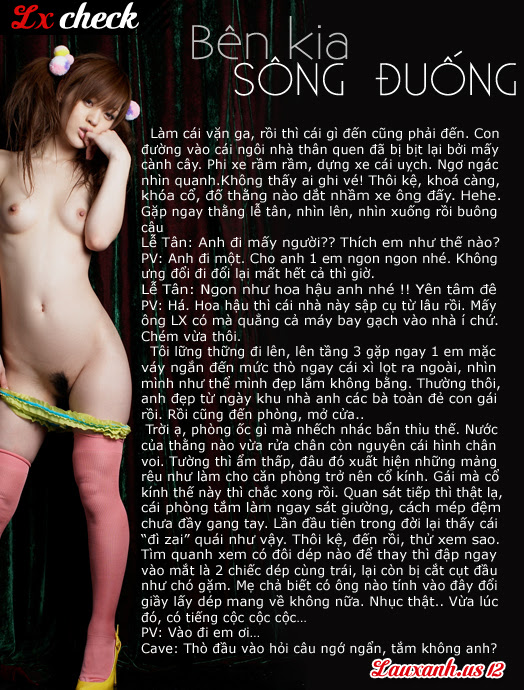 Lx check
Bên kia
SÔNG ĐUỐNG
Làm cái vặn ga, rồi thì cái gì đến cũng phải đến. Con
đường vào cái ngôi nhà thân quen đã bị bịt lại bởi mấy
cành cây. Phi xe rầm rầm, dựng xe cái uỵch. Ngơ ngác
nhìn quanh.Không thấy ai ghi vé! Thôi kệ, khoá càng,
khóa cổ, đố thằng nào dắt nhầm xe ông đấy. Hehe.
Gặp ngay thằng lễ tân, nhìn lên, nhìn xuống rồi buông
câu
Lễ Tân: Anh đi mấy người?? Thích em như thế nào?
PV: Anh đi một. Cho anh 1 em ngon ngon nhé. Không
ưng đổi đi đổi lại mất hết cả thì giờ.
Lễ Tân: Ngon như hoa hậu anh nhé !! Yên tâm đê
PV: Há. Hoa hậu thì cái nhà này sập cụ từ lâu rồi. Mấy
ông LX có mà quẳng cả máy bay gạch vào nhà í chứ.
Chém vừa thôi.
Tôi lững thững đi lên, lên tầng 3 gặp ngay 1 em mặc
váy ngắn đến mức thò ngay cái xì lọt ra ngoài, nhìn
mình như thể mình đẹp lắm không bằng. Thường thôi,
anh đẹp từ ngày khu nhà anh các bà toàn đẻ con gái
rồi. Rồi cũng đến phòng, mở cửa..
Trời ạ, phòng ốc gì mà nhếch nhác bẩn thỉu thế. Nước
của thằng nào vừa rửa chân còn nguyên cái hình chân
voi. Tường thì ẩm thấp, đâu đó xuất hiện những màng
rêu như làm cho căn phòng trở nên cổ kính. Gái mà cổ
kính thế này thì chắc xong rồi. Quan sát tiếp thì thật lạ,
cái phòng tắm làm ngay sát giường, cách mép đệm
chưa đầy gang tay. Lần đầu tiên trong đời lại thấy cái
“đì zai” quái như vậy. Thôi kệ, đến rồi, thử xem sao.
Tìm quanh xem có đôi dép nào để thay thì đập ngay
vào mắt là 2 chiếc dép cùng trái, lại còn bị cắt cụt đầu
như chó gặm. Mẹ chả biết có ông nào tính vào đây đổi
giầy lấy dép mang về không nữa. Nhục thật.. Vừa lúc
đó, có tiếng cộc cộc cộc…
PV: Vào đi em ơi…
Cave: Thò đầu vào hỏi câu ngớ ngẩn, tắm không anh?
Lauxanh.us 12